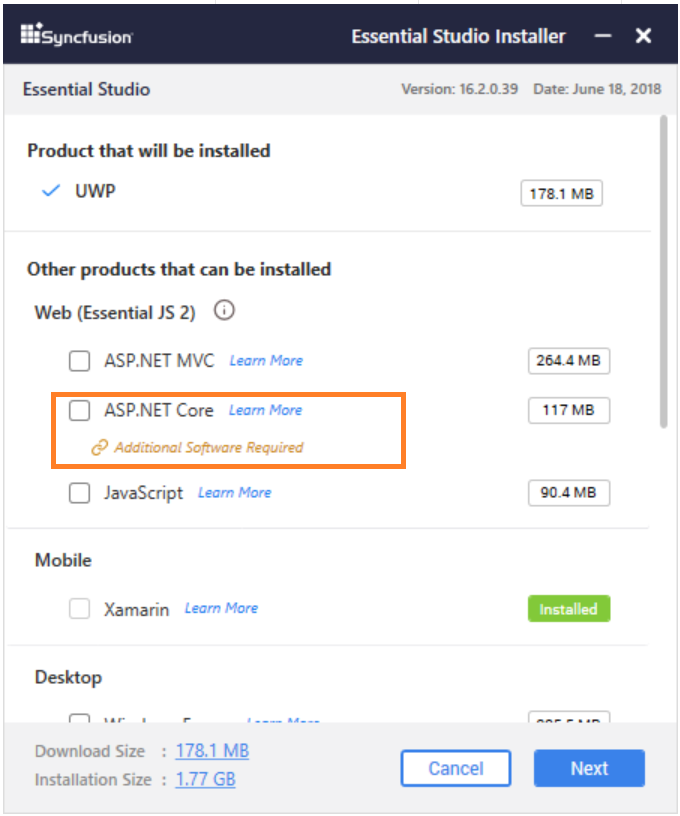 Syncfusion
Essential Studio Installer
Essential Studio Version: 16.2.0.39 Date: June 18, 2018
Product that will be installed
UWP 178.1 MB
Other products that can be installed
Web (Essential JS 2)
ASP.NET MVC Learn More 264.4 MB
ASP.NET Core Learn More 117 MB
Additional Software Required
JavaScript Learn More 90.4 MB
Mobile
Xamarin Learn More Installed
Desktop
Learn More
Download Size : 178.1 MB
Installation Size : 1.77 GB
Cancel Next